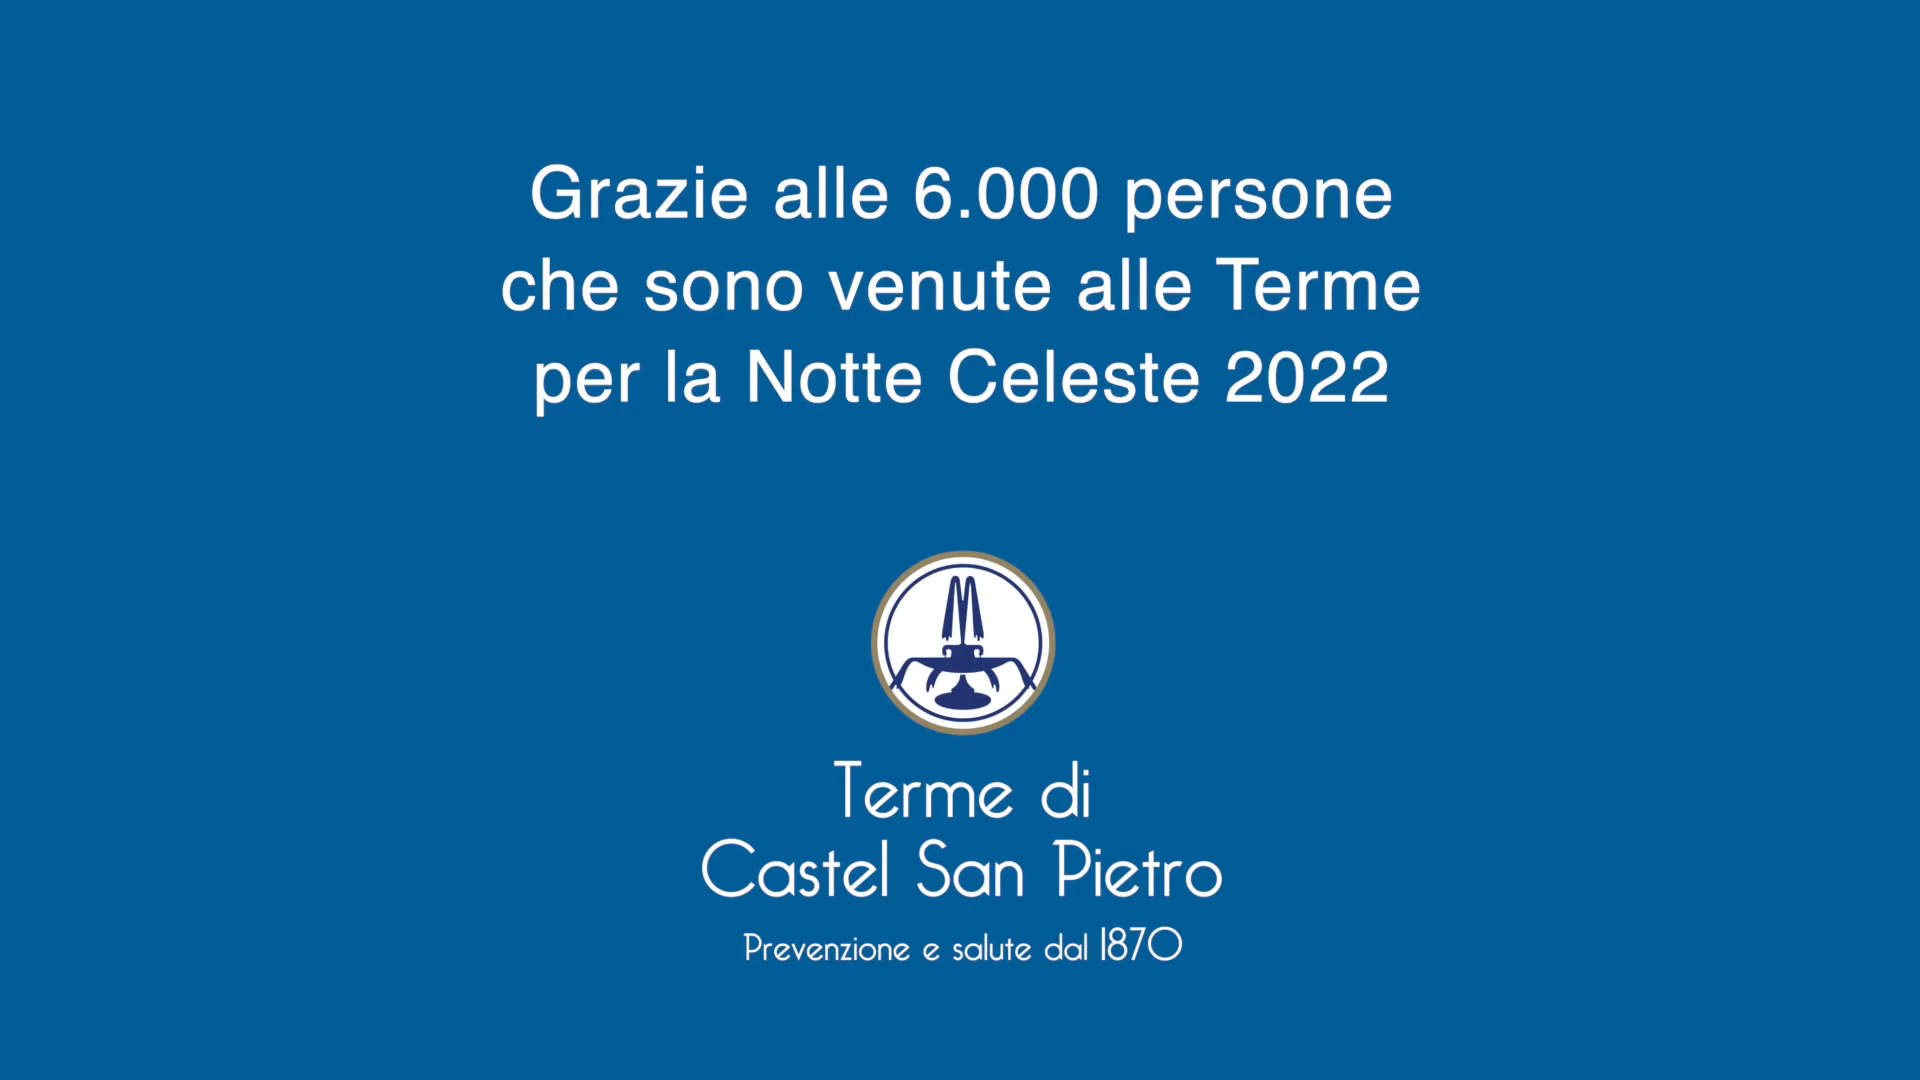 Grazie alle 6.000 persone
che sono venute alle Terme
per la Notte Celeste 2022
Terme di
Castel San Pietro
Prevenzione e salute dal 1870